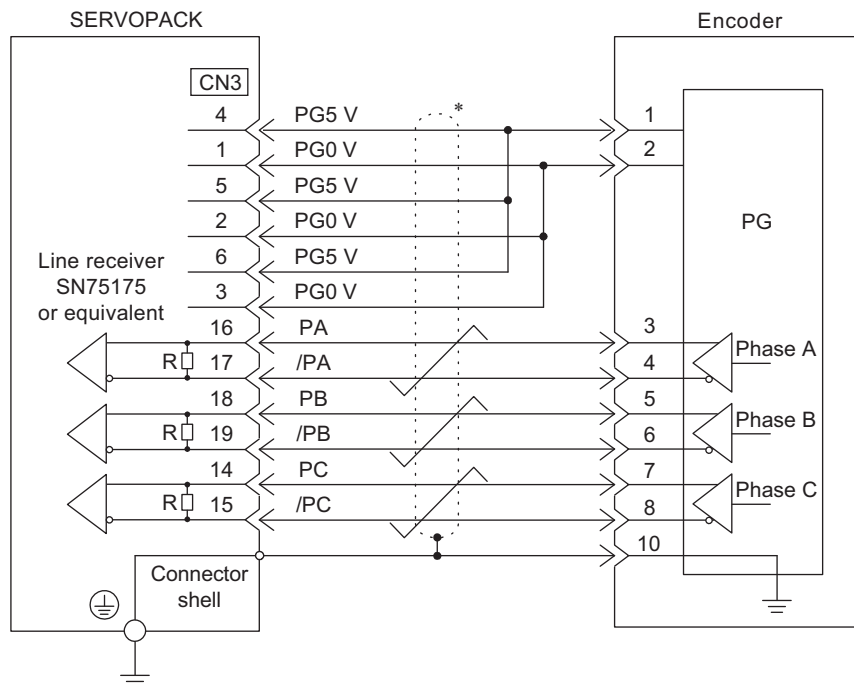 SERVOPACK
Encoder
CN3
4 PG5 V * 1
1 PG0 V 2
5 PG5 V
2 PG0 V
PG
6 PG5 V
3 PG0 V
Line receiver
SN75175
or equivalent
16 PA 3
Phase A
R 17 /PA 4
18 PB 5
Phase B
R 19 /PB 6
14 PC 7
Phase C
R 15 /PC 8
10
Connector
shell